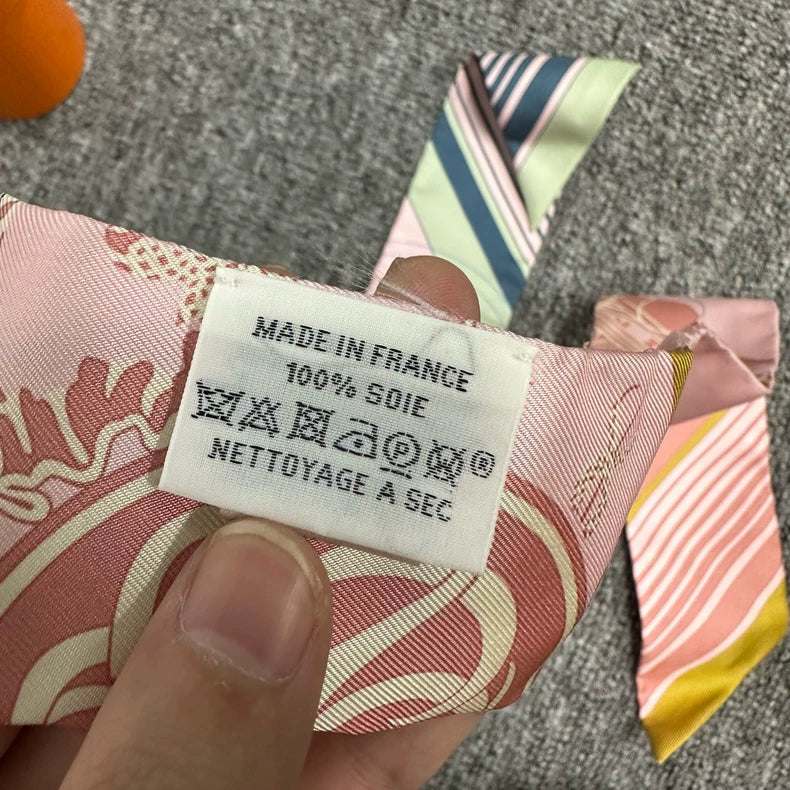 MADE IN FRANCE
100% SOIE
®
NETTOYAGE A SEC